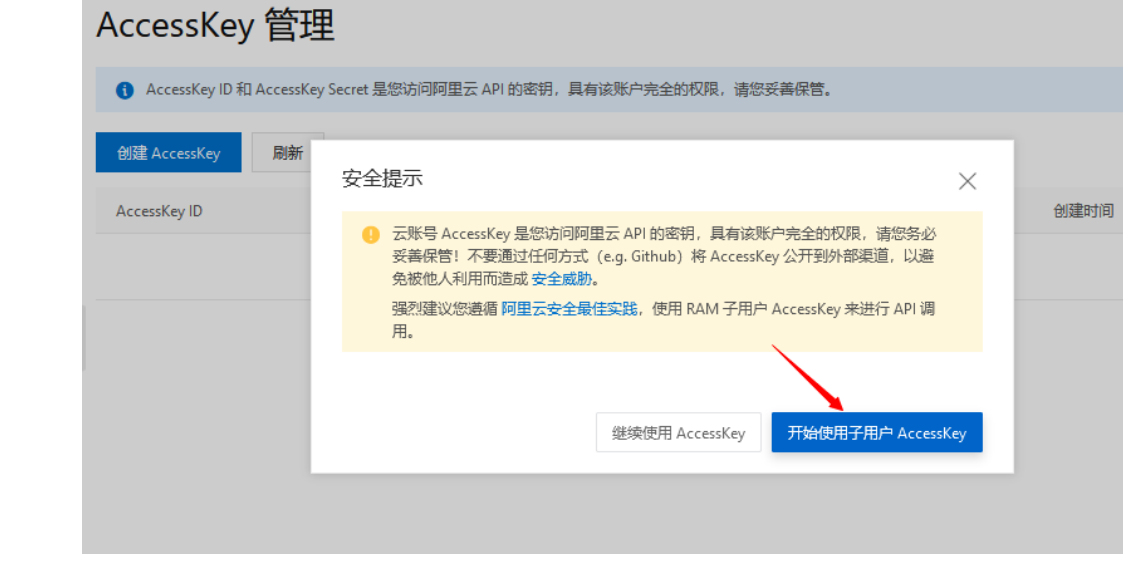 AccessKey 管理
AccessKey ID 和 AccessKey Secret 是您访问阿里云 API 的密钥，具有该账户完全的权限，请您妥善保管。
创建 AccessKey
刷新
AccessKey ID
创建时间
安全提示
云账号 AccessKey 是您访问阿里云 API 的密钥，具有该账户完全的权限，请您务必
妥善保管！不要通过任何方式（e.g. Github）将 AccessKey 公开到外部渠道，以避
免被他人利用而造成 安全威胁。
强烈建议您遵循 阿里云安全最佳实践，使用 RAM 子用户 AccessKey 来进行 API 调
用。
继续使用 AccessKey
开始使用子用户 AccessKey